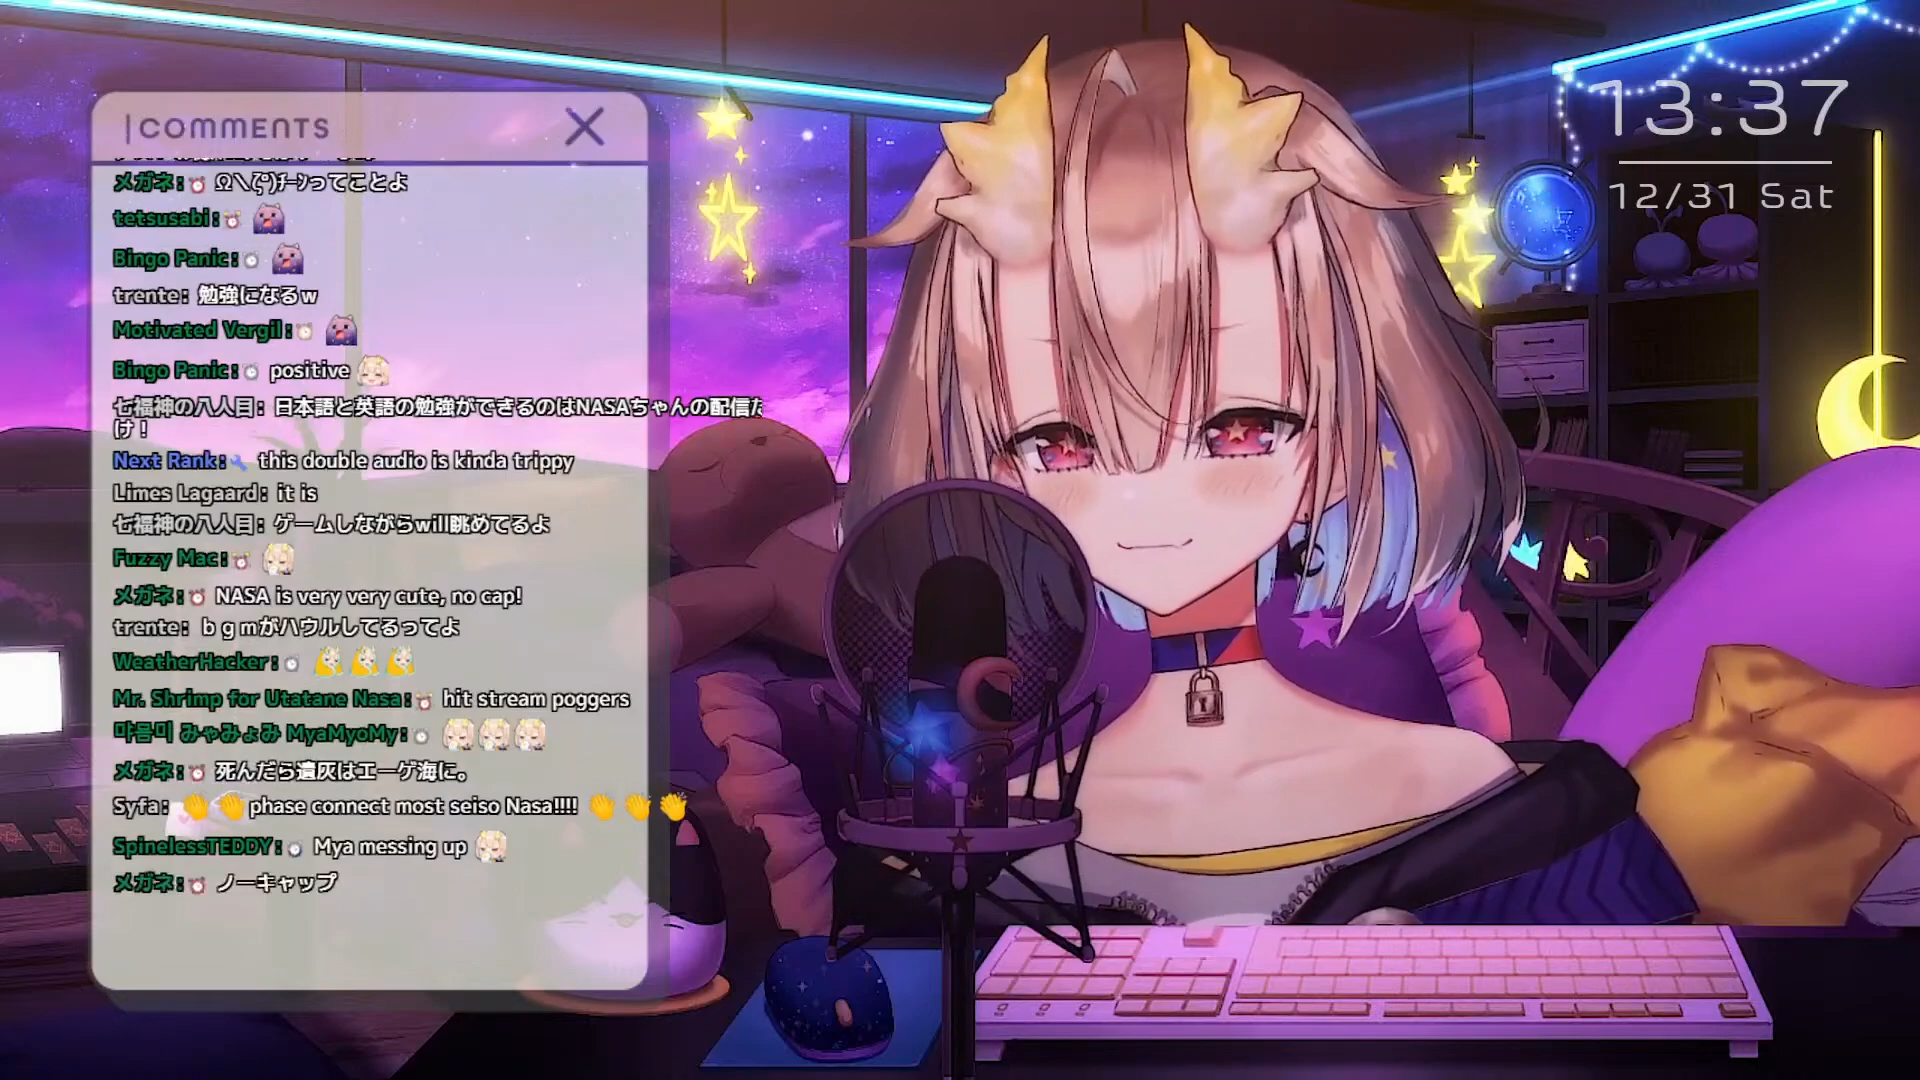 COMMENTS
13:37
12/31 Sat
メガネ: Ω＼ζ°)ﾁｰﾝってことよ
tetsusabi:
Bingo Panic:
trente: 勉強になるｗ
Motivated Vergil:
Bingo Panic: positive
七福神の八人目: 日本語と英語の勉強ができるのはNASAちゃんの配信だ
け！
Next Rank: this double audio is kinda trippy
Limes Lagaard: it is
七福神の八人目: ゲームしながらwill眺めてるよ
Fuzzy Mac:
メガネ: NASA is very very cute, no cap!
trente: ｂｇｍがハウルしてるってよ
WeatherHacker:
Mr. Shrimp for Utatane Nasa: hit stream poggers
먀묨미 みゃみょみ MyaMyoMy:
メガネ: 死んだら遺灰はエーゲ海に。
Syfa: 👏 👏 phase connect most seiso Nasa!!!! 👏 👏 👏
SpinelessTEDDY: Mya messing up
メガネ: ノーキャップ